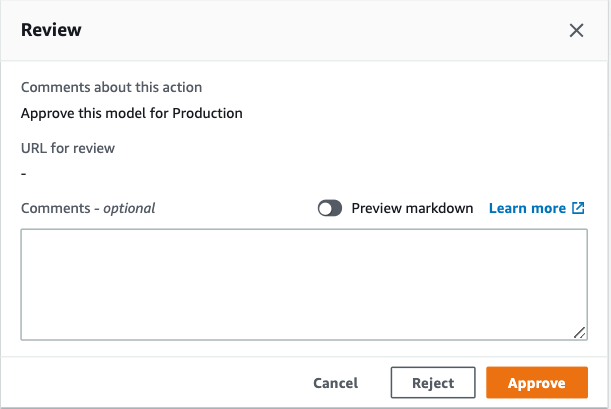 Review
Comments about this action
Approve this model for Production
URL for review
-
Comments - optional Preview markdown Learn more
Cancel Reject Approve